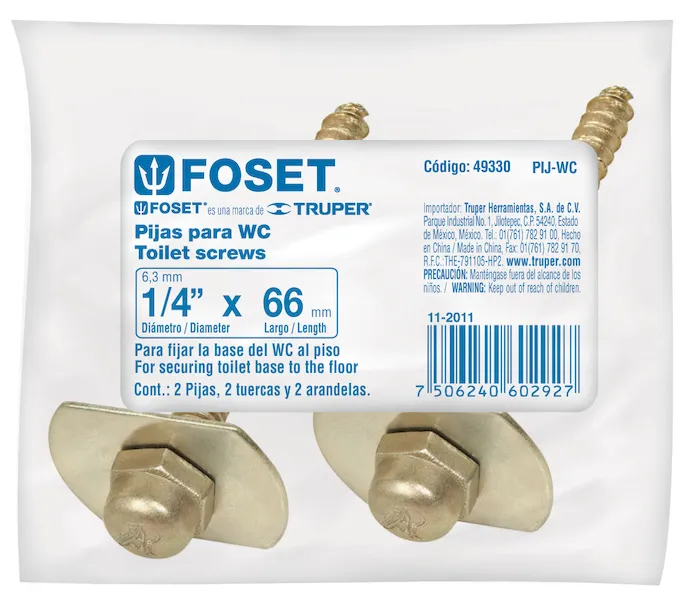 FOSET®
FOSET® es una marca de TRUPER®
Pijas para WC
Toilet screws
6,3 mm
1/4” x 66 mm
Diámetro / Diameter Largo / Length
Para fijar la base del WC al piso
For securing toilet base to the floor
Cont.: 2 Pijas, 2 tuercas y 2 arandelas.
Código: 49330 PIJ-WC
Importador: Truper Herramientas, S.A. de C.V.
Parque Industrial No. 1, Jilotepec, C.P. 54240, Estado
de México, México. Tel.: 01(761) 782 91 00, Hecho
en China / Made in China, Fax: 01(761) 782 91 70,
R.F.C.:THE-791105-HP2. www.truper.com
PRECAUCIÓN: Manténgase fuera del alcance de los
niños. / WARNING: Keep out of reach of children.
11-2011
7 506240 602927